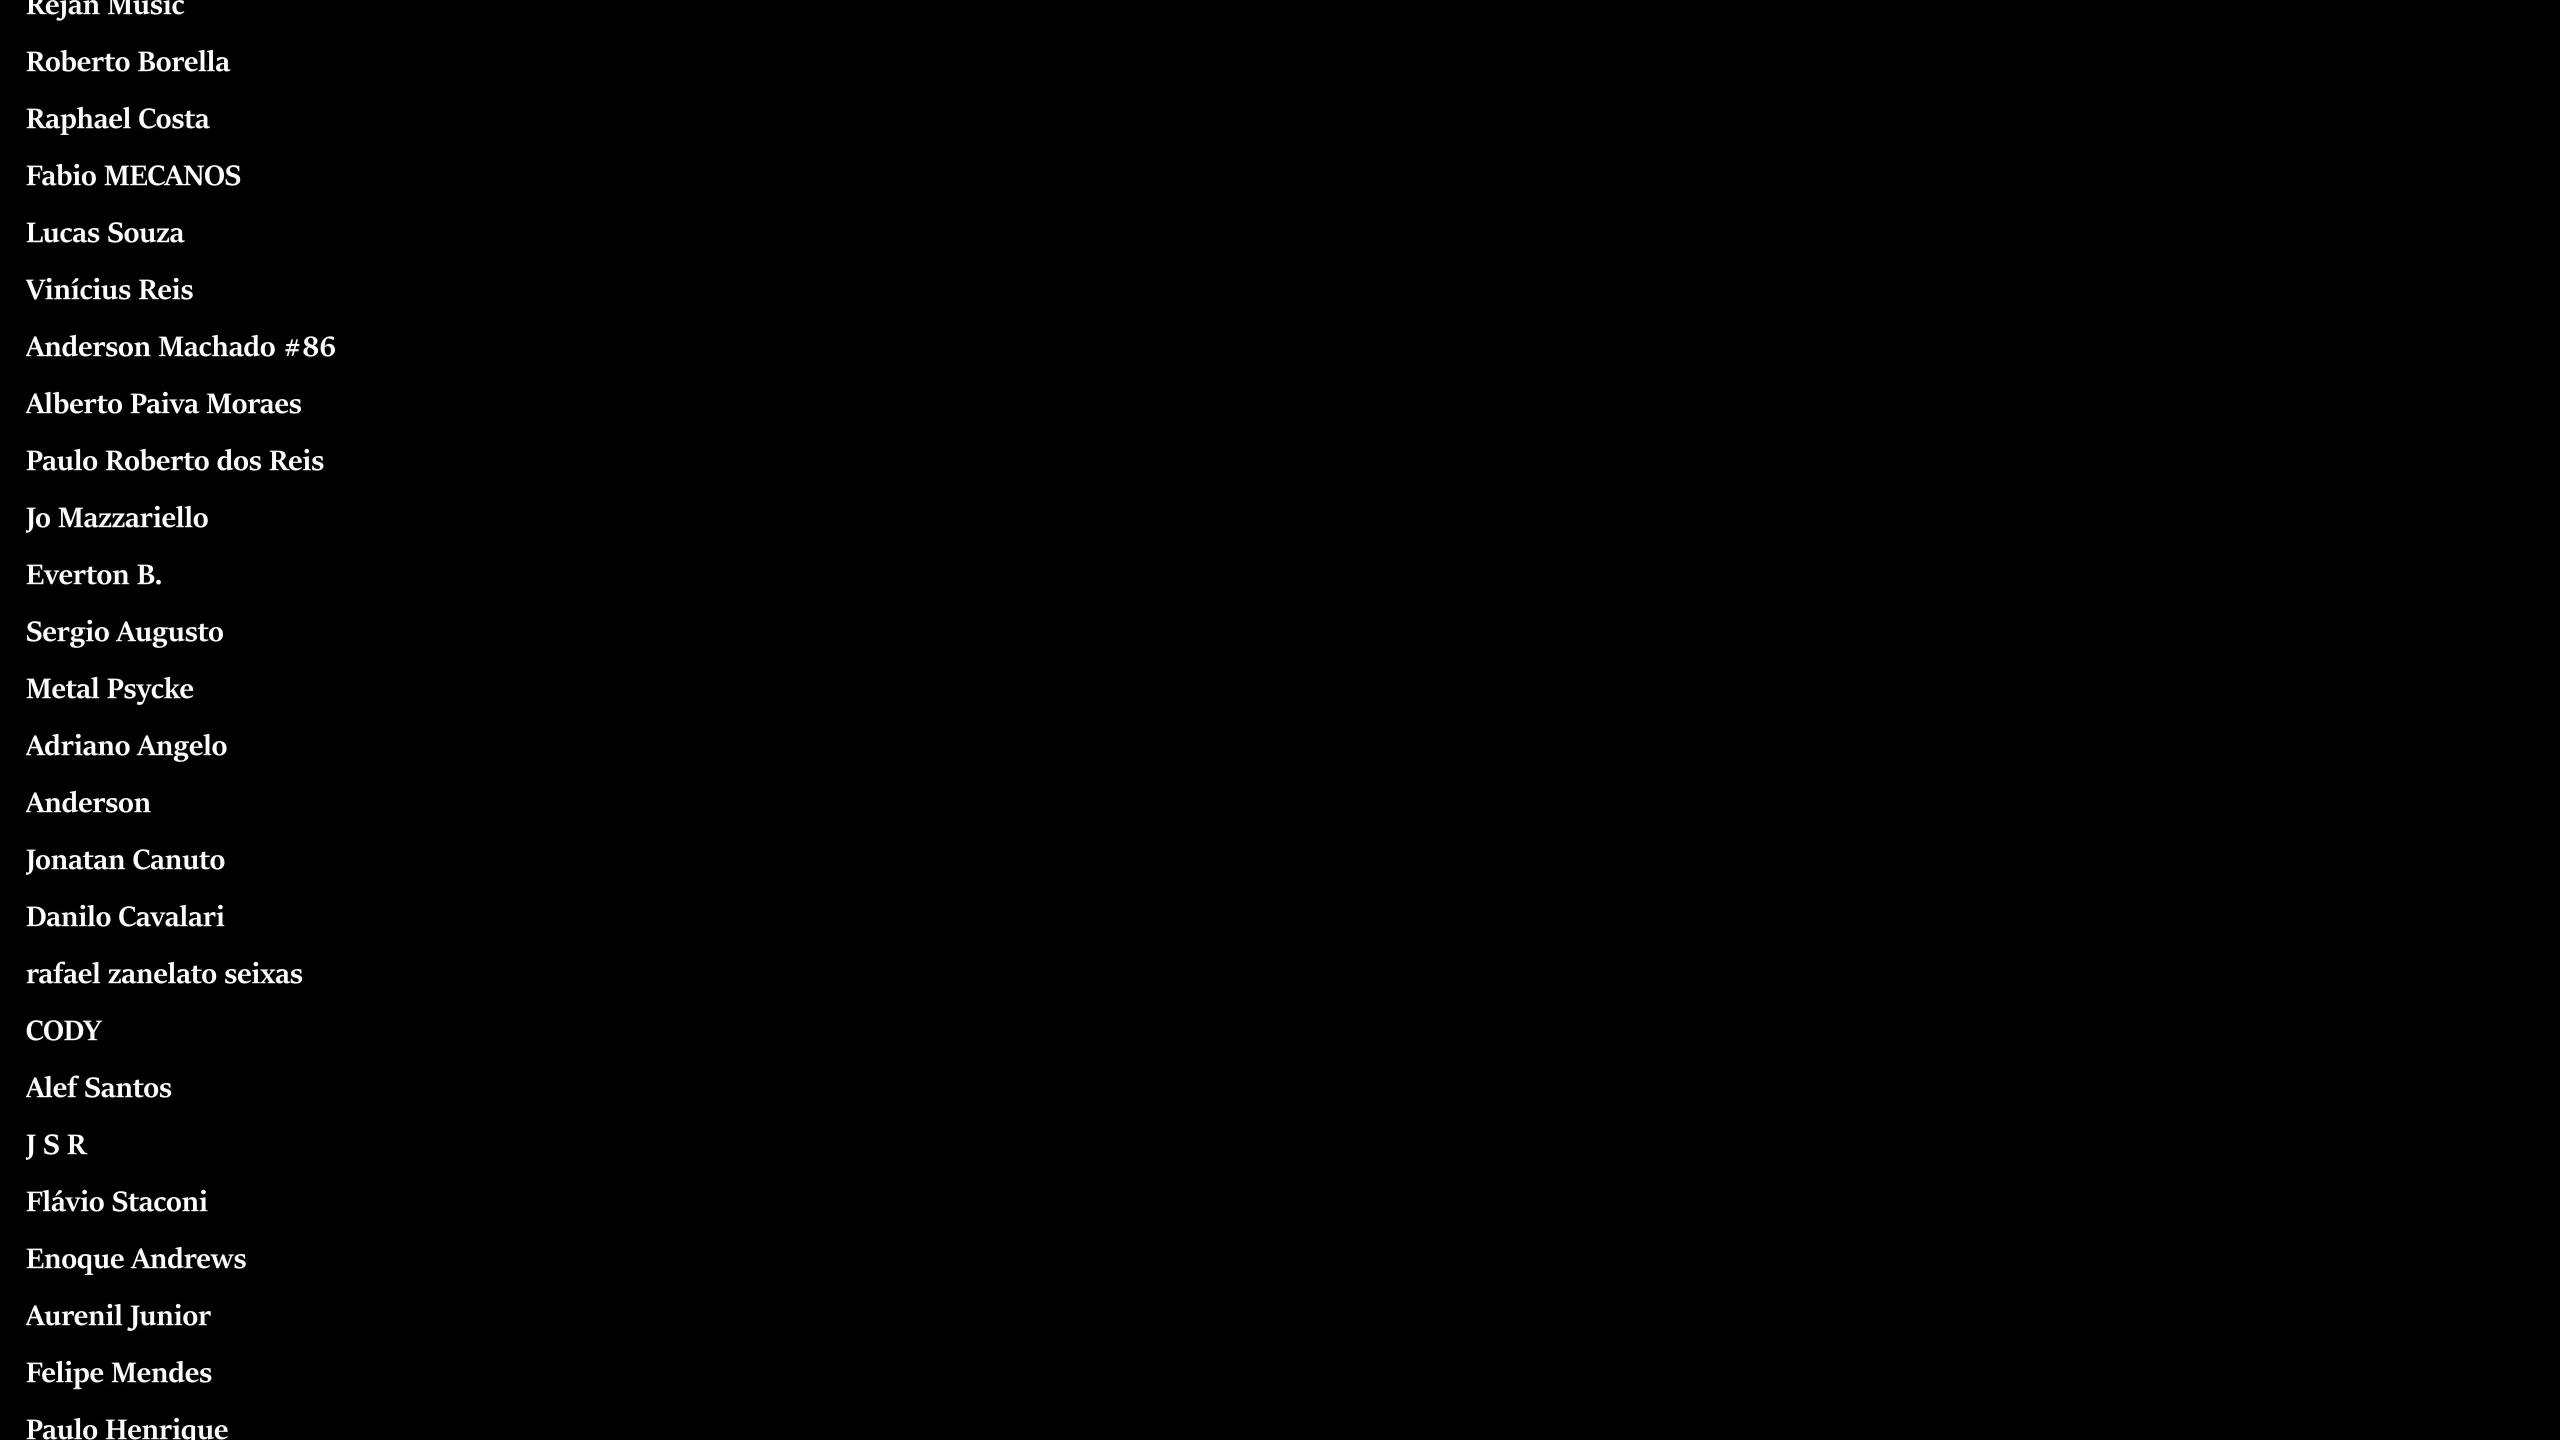 Rejan Music
Roberto Borella
Raphael Costa
Fabio MECANOS
Lucas Souza
Vinícius Reis
Anderson Machado #86
Alberto Paiva Moraes
Paulo Roberto dos Reis
Jo Mazzariello
Everton B.
Sergio Augusto
Metal Psycke
Adriano Angelo
Anderson
Jonatan Canuto
Danilo Cavalari
rafael zanelato seixas
CODY
Alef Santos
J S R
Flávio Staconi
Enoque Andrews
Aurenil Junior
Felipe Mendes
Paulo Henrique